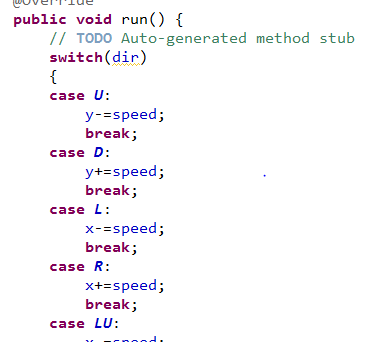 @Override
public void run() {
// TODO Auto-generated method stub
switch(dir)
{
case U:
y-=speed;
break;
case D:
y+=speed;
break;
case L:
x-=speed;
break;
case R:
x+=speed;
break;
case LU:
x-=speed;